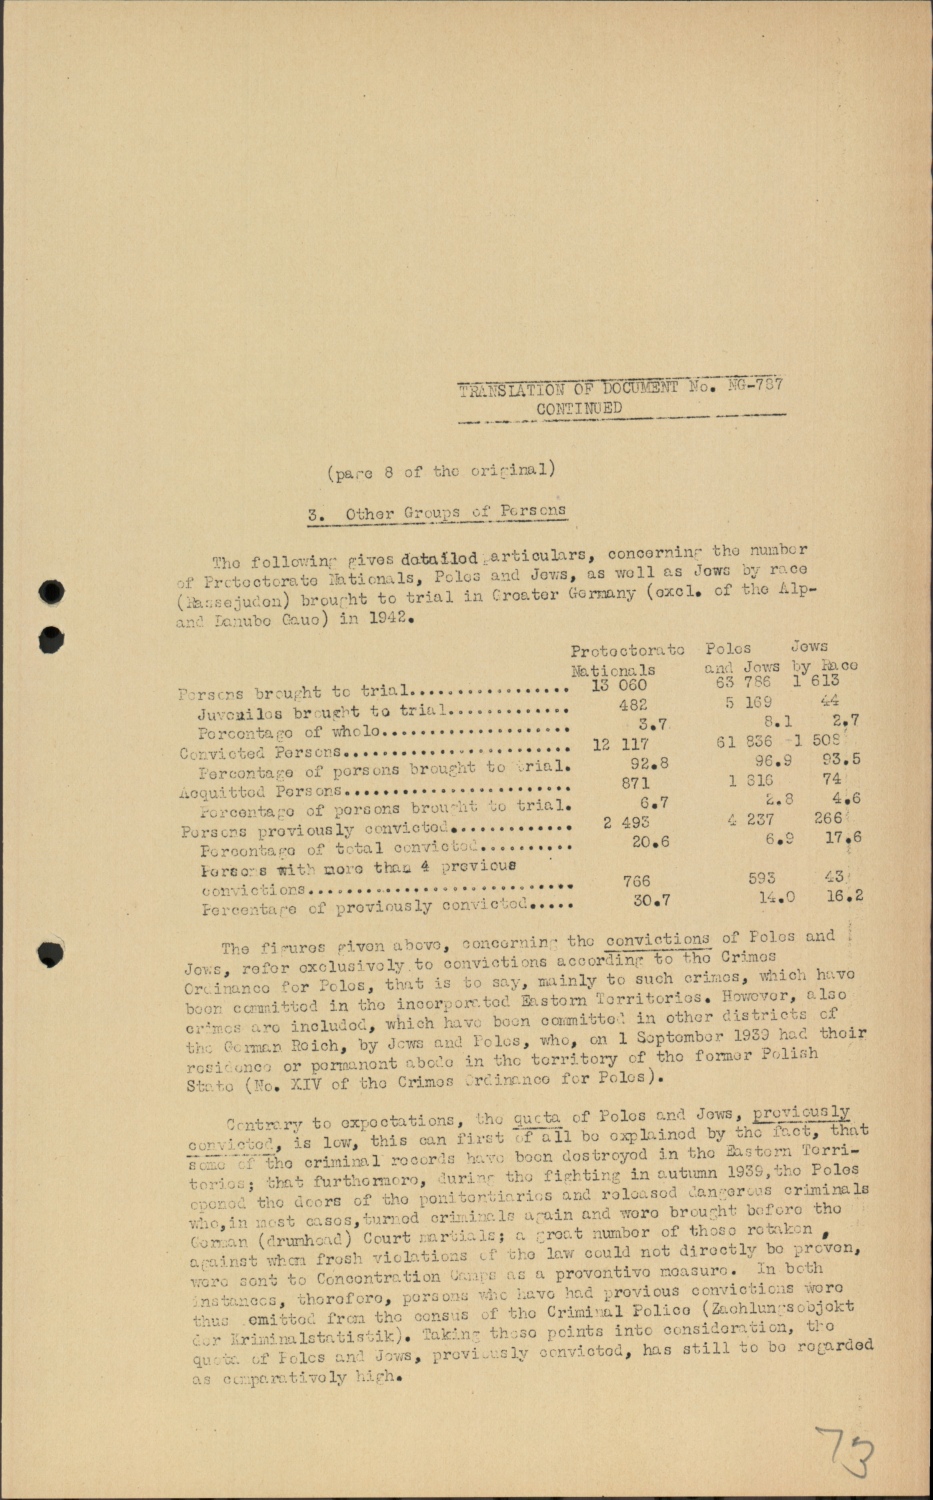 TRANSLATION OF DOCUMENT No. NG-787
CONTINUED
(page 8 of the original)
3. Other Groups of Persons
The following gives detailed particulars, concerning the number
of Protectorate Nationals, Poles and Jews, as well as Jews by race
(Rassejuden) brought to trial in Greater Germany (excl. of the Alp-
and Danube Gaue) in 1942.
Protectorate Poles Jews
Nationals and Jews by Race
Persons brought to trial.................. 13 060 63 786 1 613
Juveniles brought to trial.............. 482 5 169 44
Percentage of whole..................... 3.7 8.1 2.7
Convicted Persons......................... 12 117 61 836 1 508
Percentage of persons brought to trial. 92.8 96.9 93.5
Acquitted Persons......................... 871 1 816 74
Percentage of persons brought to trial. 6.7 2.8 4.6
Persons previously convicted.............. 2 493 4 237 266
Percentage of total convicted.......... 20.6 6.9 17.6
Persons with more than 4 previous
convictions............................. 766 593 43
Percentage of previously convicted..... 30.7 14.0 16.2
The figures given above, concerning the convictions of Poles and
Jews, refer exclusively to convictions according to the Crimes
Ordinance for Poles, that is to say, mainly to such crimes, which have
been committed in the incorporated Eastern Territories. However, also
crimes are included, which have been committed in other districts of
the German Reich, by Jews and Poles, who, on 1 September 1939 had their
residence or permanent abode in the territory of the former Polish
State (No. XIV of the Crimes Ordinance for Poles).
Contrary to expectations, the quota of Poles and Jews, previously
convicted, is low, this can first of all be explained by the fact, that
some of the criminal records have been destroyed in the Eastern Terri-
tories; that furthermore, during the fighting in autumn 1939,the Poles
opened the doors of the penitentiaries and released dangerous criminals
who,in most cases,turned criminals again and were brought before the
German (drumhead) Court martials; a great number of those retaken ,
against whom fresh violations of the law could not directly be proven,
were sent to Concentration Camps as a preventive measure. In both
instances, therefore, persons who have had previous convictions were
thus omitted from the census of the Criminal Police (Zaehlungsobjekt
der Kriminalstatistik). Taking these points into consideration, the
quota of Poles and Jews, previously convicted, has still to be regarded
as comparatively high.
73